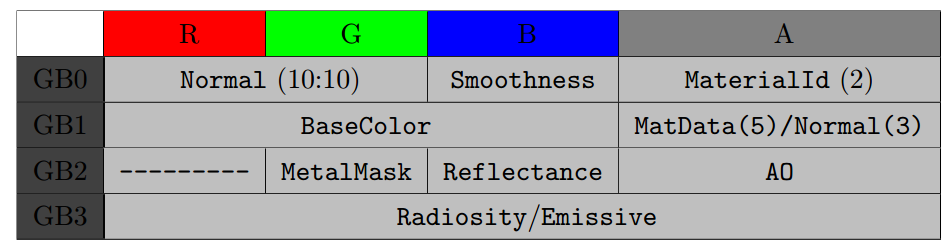 R G B A
GB0 Normal (10:10) Smoothness MaterialId (2)
GB1 BaseColor MatData(5)/Normal(3)
GB2 --------- MetalMask Reflectance AO
GB3 Radiosity/Emissive